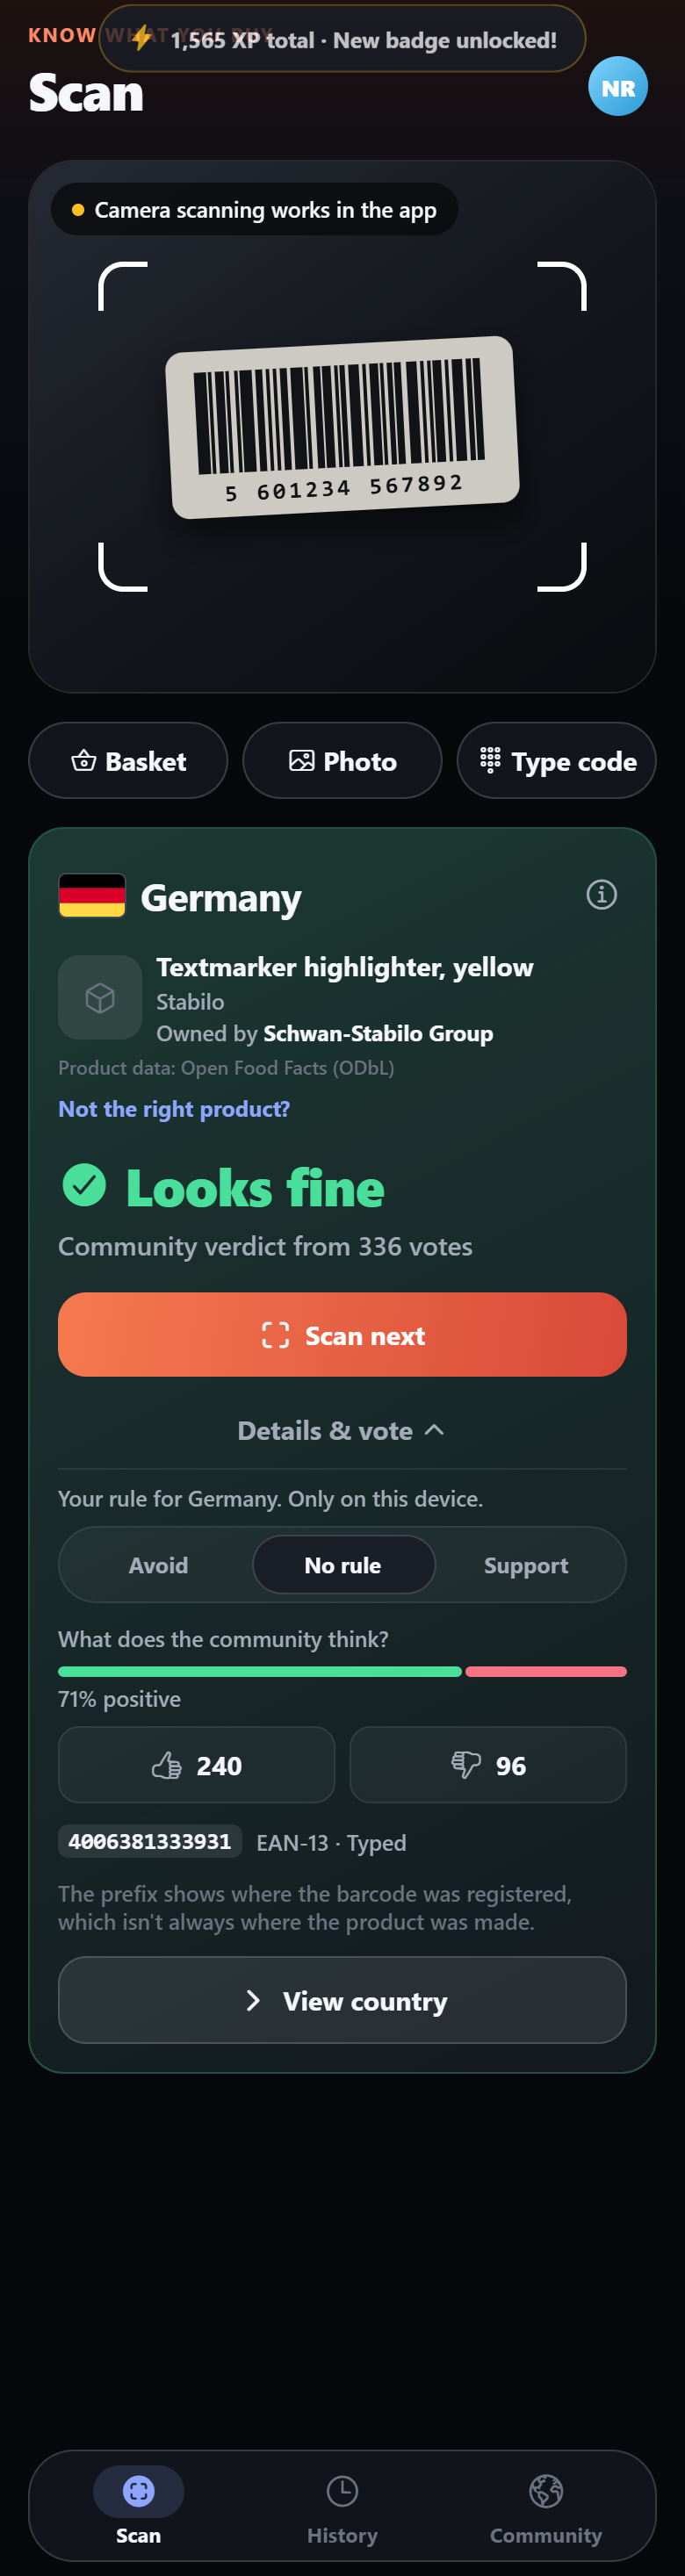 KNOW WHAT YOU BUY
1,565 XP total · New badge unlocked!
Scan
NR
Camera scanning works in the app
5 601234 567892
Basket
Photo
Type code
Germany
Textmarker highlighter, yellow
Stabilo
Owned by Schwan-Stabilo Group
Product data: Open Food Facts (ODbL)
Not the right product?
Looks fine
Community verdict from 336 votes
Scan next
Details & vote
Your rule for Germany. Only on this device.
Avoid
No rule
Support
What does the community think?
71% positive
240
96
4006381333931 EAN-13 · Typed
The prefix shows where the barcode was registered,
which isn't always where the product was made.
View country
Scan
History
Community